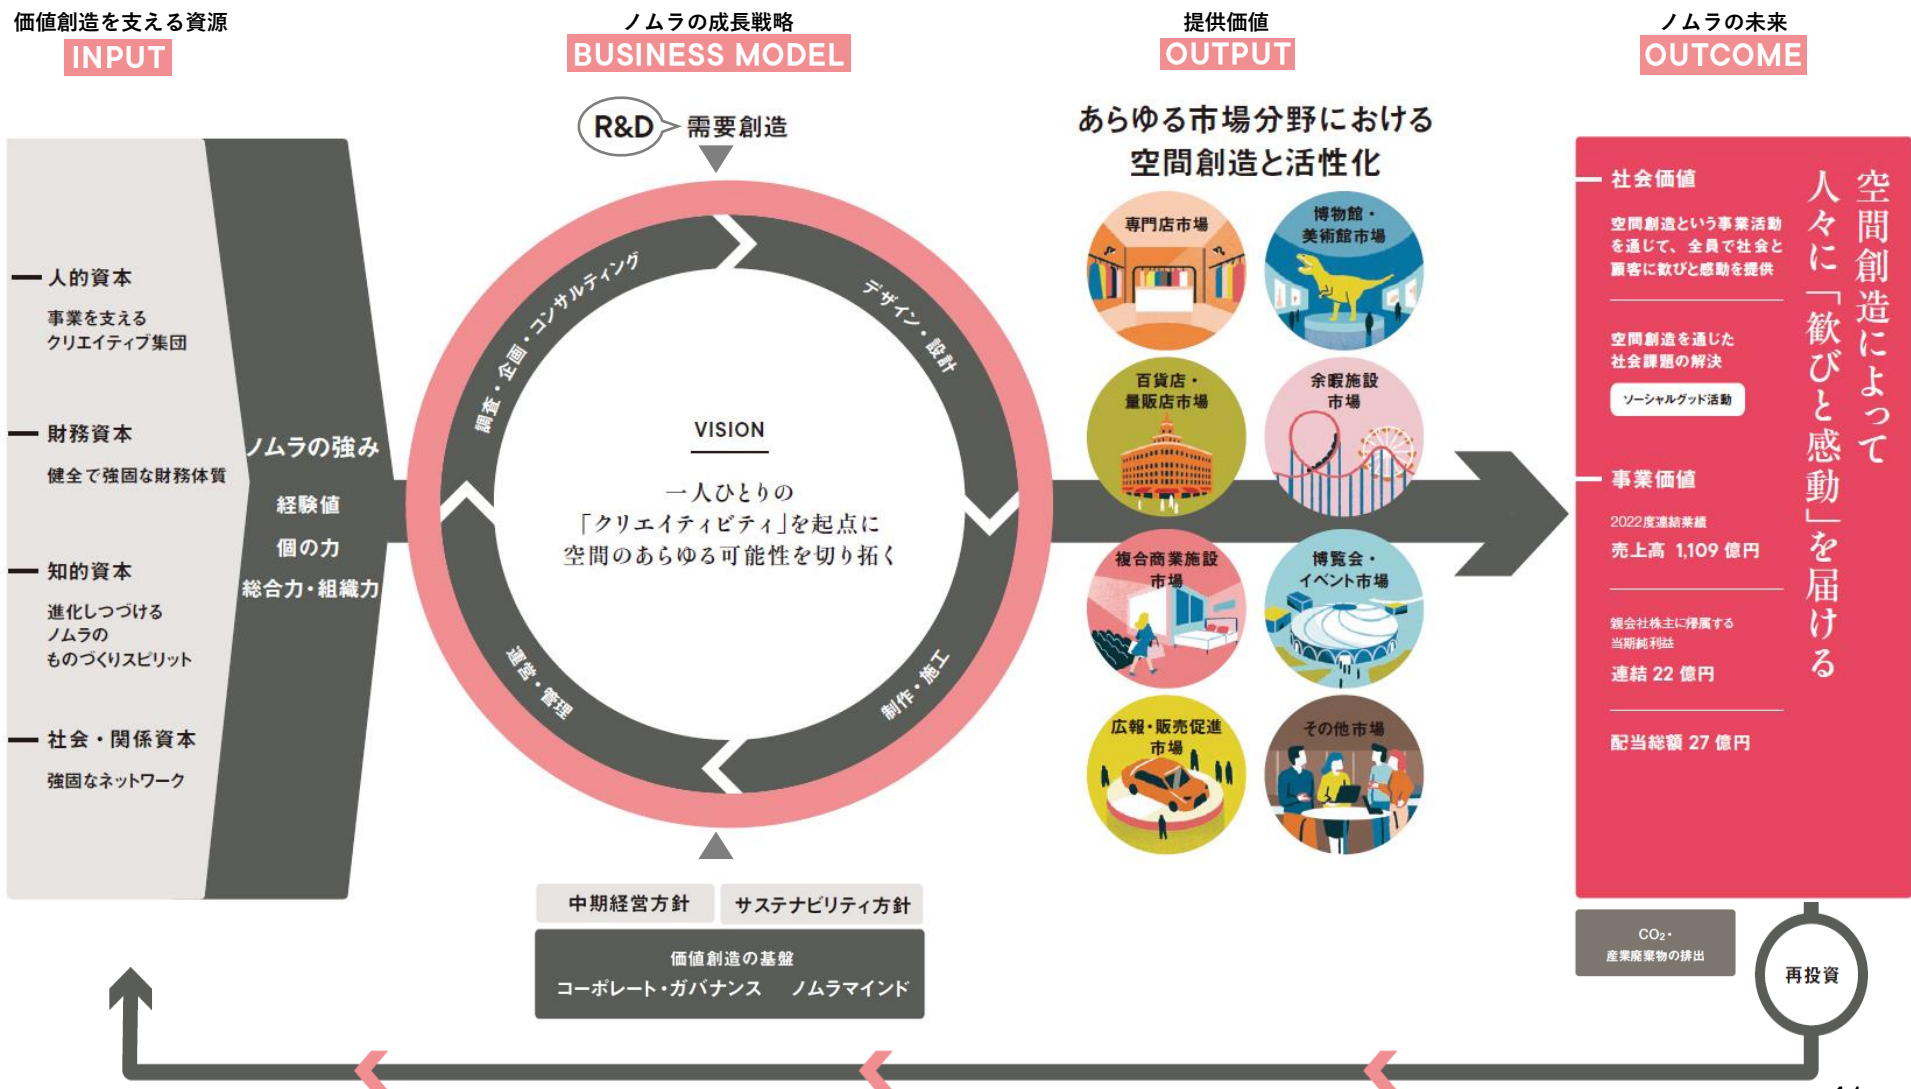 価値創造を支える資源
INPUT
ノムラの成長戦略
BUSINESS MODEL
提供価値
OUTPUT
ノムラの未来
OUTCOME
人的資本
事業を支える
クリエイティブ集団
財務資本
健全で強固な財務体質
知的資本
進化しつづける
ノムラの
ものづくりスピリット
社会・関係資本
強固なネットワーク
ノムラの強み
経験値
個の力
総合力・組織力
R&D
需要創造
調査・企画・コンサルティング
デザイン・設計
制作・施工
運営・管理
VISION
一人ひとりの
「クリエイティビティ」を起点に
空間のあらゆる可能性を切り拓く
中期経営方針
サステナビリティ方針
価値創造の基盤
コーポレート・ガバナンス ノムラマインド
あらゆる市場分野における
空間創造と活性化
専門店市場
博物館・
美術館市場
百貨店・
量販店市場
余暇施設
市場
複合商業施設
市場
博覧会・
イベント市場
広報・販売促進
市場
その他市場
社会価値
空間創造という事業活動
を通じて、全員で社会と
顧客に歓びと感動を提供
空間創造を通じた
社会課題の解決
ソーシャルグッド活動
事業価値
2022度連結業績
売上高 1,109 億円
親会社株主に帰属する
当期純利益
連結 22 億円
配当総額 27 億円
空間創造によって
人々に「歓びと感動」を届ける
CO₂・
産業廃棄物の排出
再投資